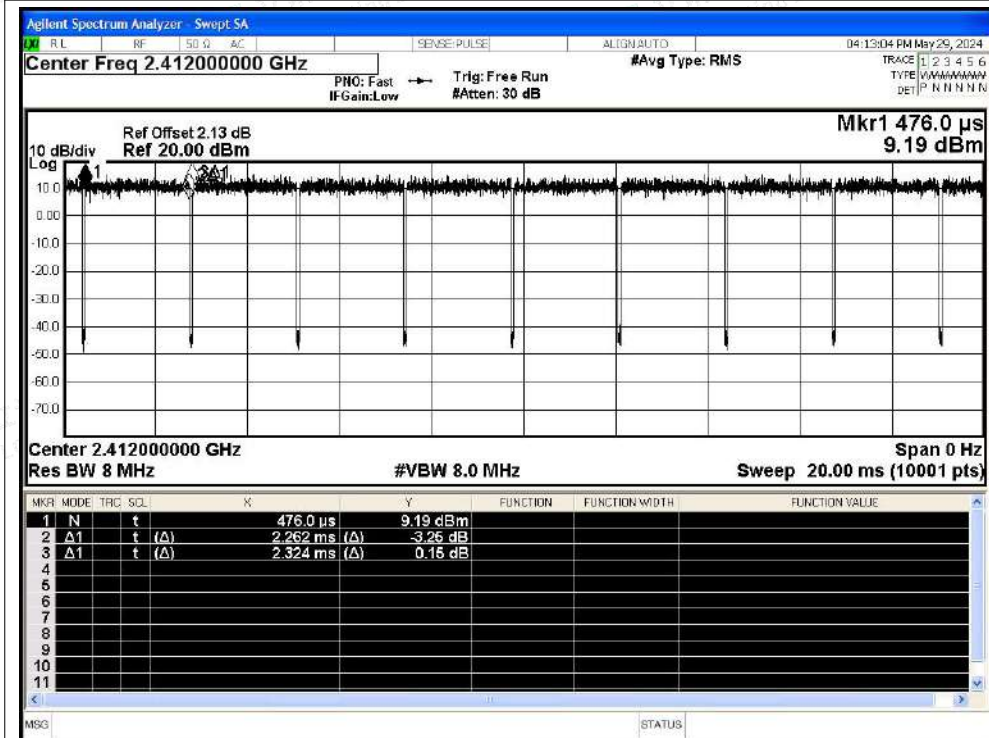 Agilent Spectrum Analyzer - Swept SA
LXI RL RF 50 Ω AC SENSE:PULSE ALIGN AUTO 04:13:04 PM May 29, 2024
Center Freq 2.412000000 GHz #Avg Type: RMS TRACE 1 2 3 4 5 6
PNO: Fast Trig: Free Run TYPE
IFGain:Low #Atten: 30 dB DET P N N N N N
Mkr1 476.0 µs
9.19 dBm
Ref Offset 2.13 dB
10 dB/div Ref 20.00 dBm
Log
1
3Δ1
10.0
0.00
-10.0
-20.0
-30.0
-40.0
-50.0
-60.0
-70.0
Center 2.412000000 GHz Span 0 Hz
Res BW 8 MHz #VBW 8.0 MHz Sweep 20.00 ms (10001 pts)
MKR MODE TRC SCL X Y FUNCTION FUNCTION WIDTH FUNCTION VALUE
1 N t 476.0 µs 9.19 dBm
2 Δ1 t (Δ) 2.262 ms (Δ) -3.25 dB
3 Δ1 t (Δ) 2.324 ms (Δ) 0.15 dB
4
5
6
7
8
9
10
11
MSG STATUS